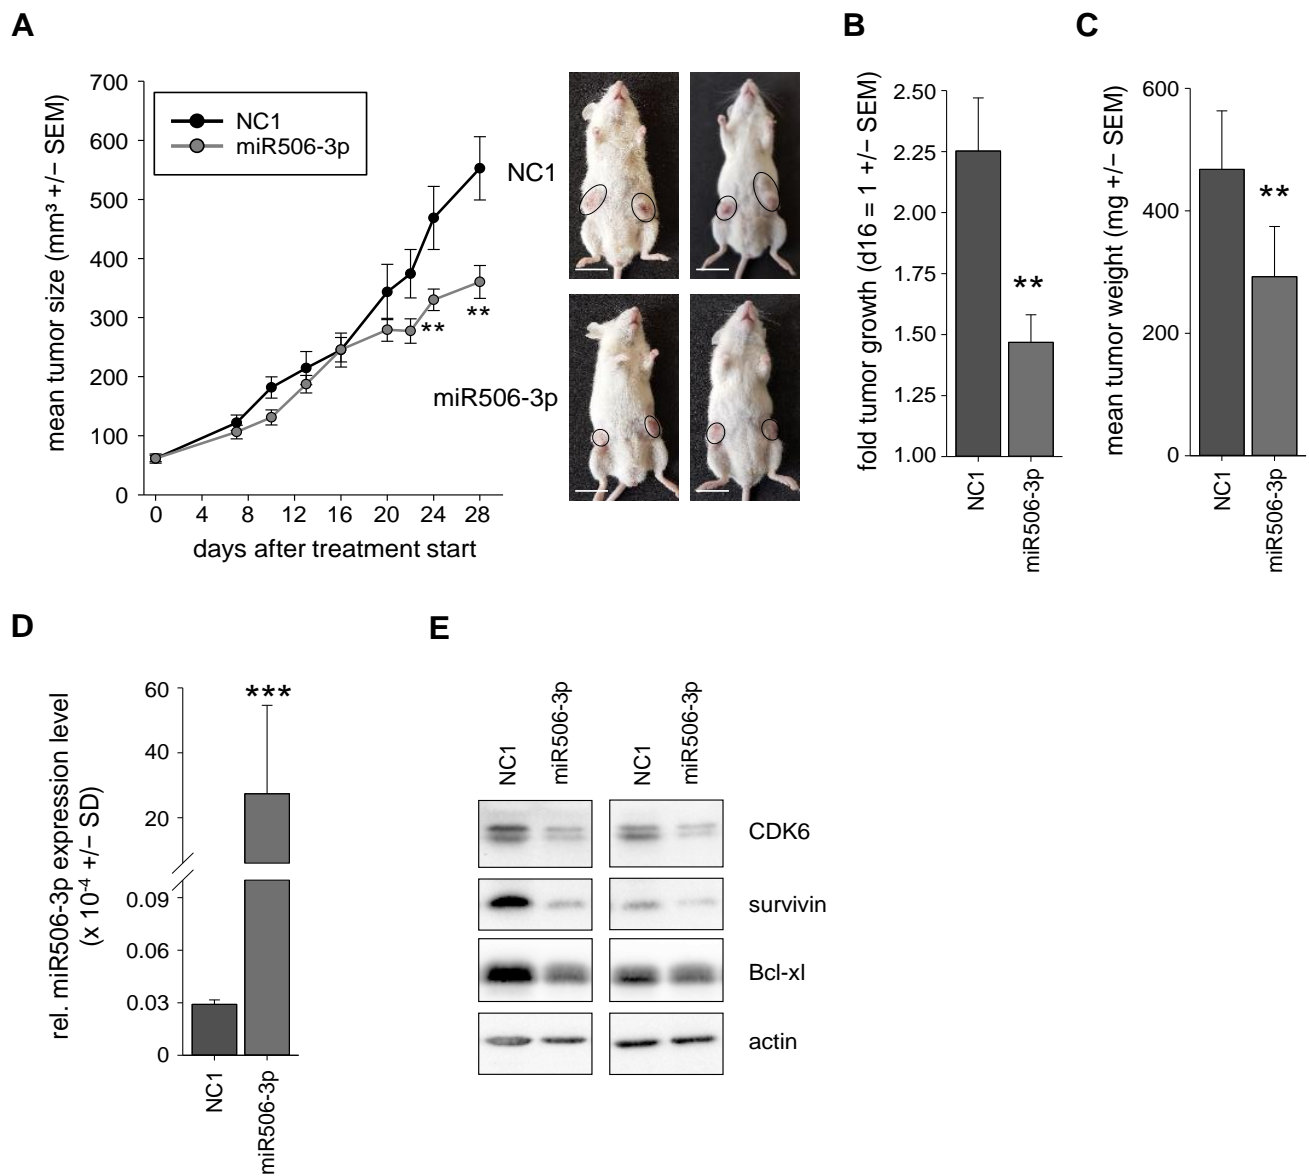 A
mean tumor size (mm³ +/− SEM)
700
600
500
400
300
200
100
0
NC1
miR506-3p
**
**
0 4 8 12 16 20 24 28
days after treatment start
NC1
miR506-3p
B
fold tumor growth (d16 = 1 +/− SEM)
2.50
2.25
2.00
1.75
1.50
1.25
1.00
**
NC1
miR506-3p
C
mean tumor weight (mg +/− SEM)
600
400
200
0
**
NC1
miR506-3p
D
rel. miR506-3p expression level
(x 10⁻⁴ +/− SD)
60
40
20
0.09
0.06
0.03
0
***
NC1
miR506-3p
E
NC1
miR506-3p
NC1
miR506-3p
CDK6
survivin
Bcl-xl
actin